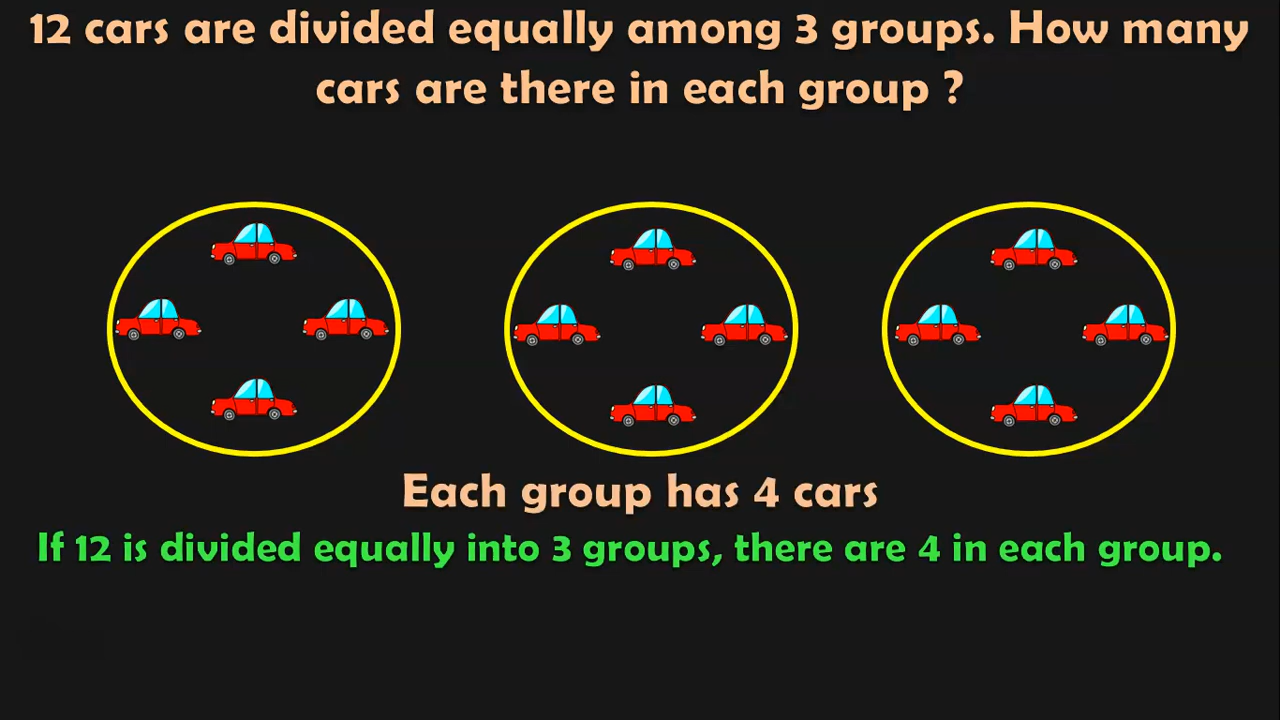 12 cars are divided equally among 3 groups. How many
cars are there in each group ?
Each group has 4 cars
If 12 is divided equally into 3 groups, there are 4 in each group.